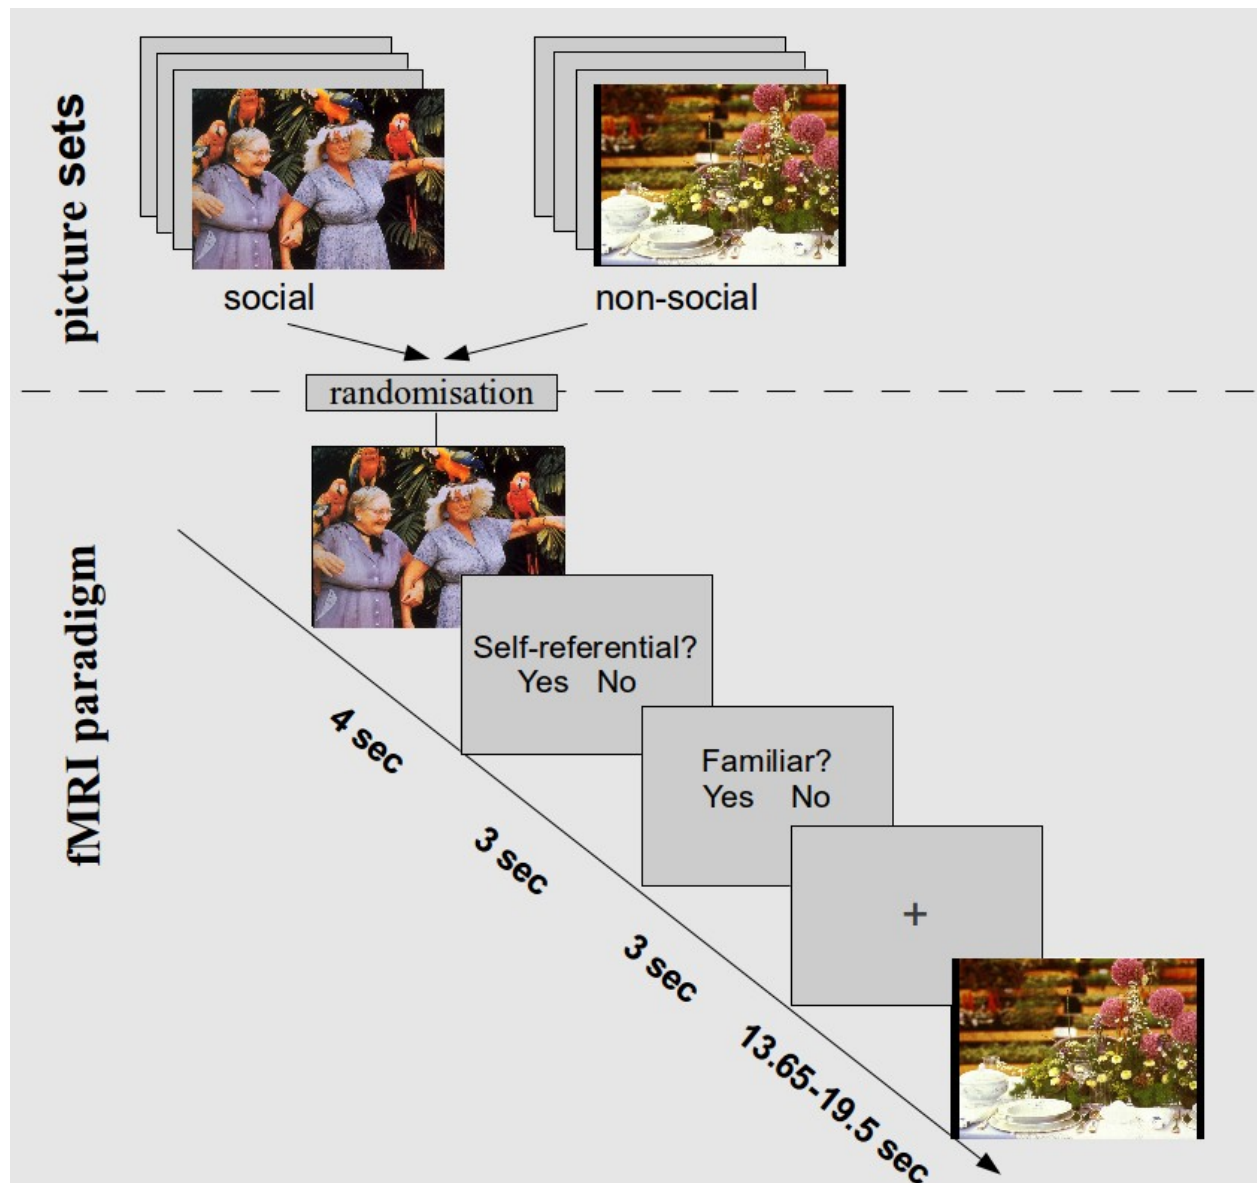 picture sets
social
non-social
randomisation
fMRI paradigm
Self-referential?
Yes No
Familiar?
Yes No
+
4 sec
3 sec
3 sec
13.65-19.5 sec